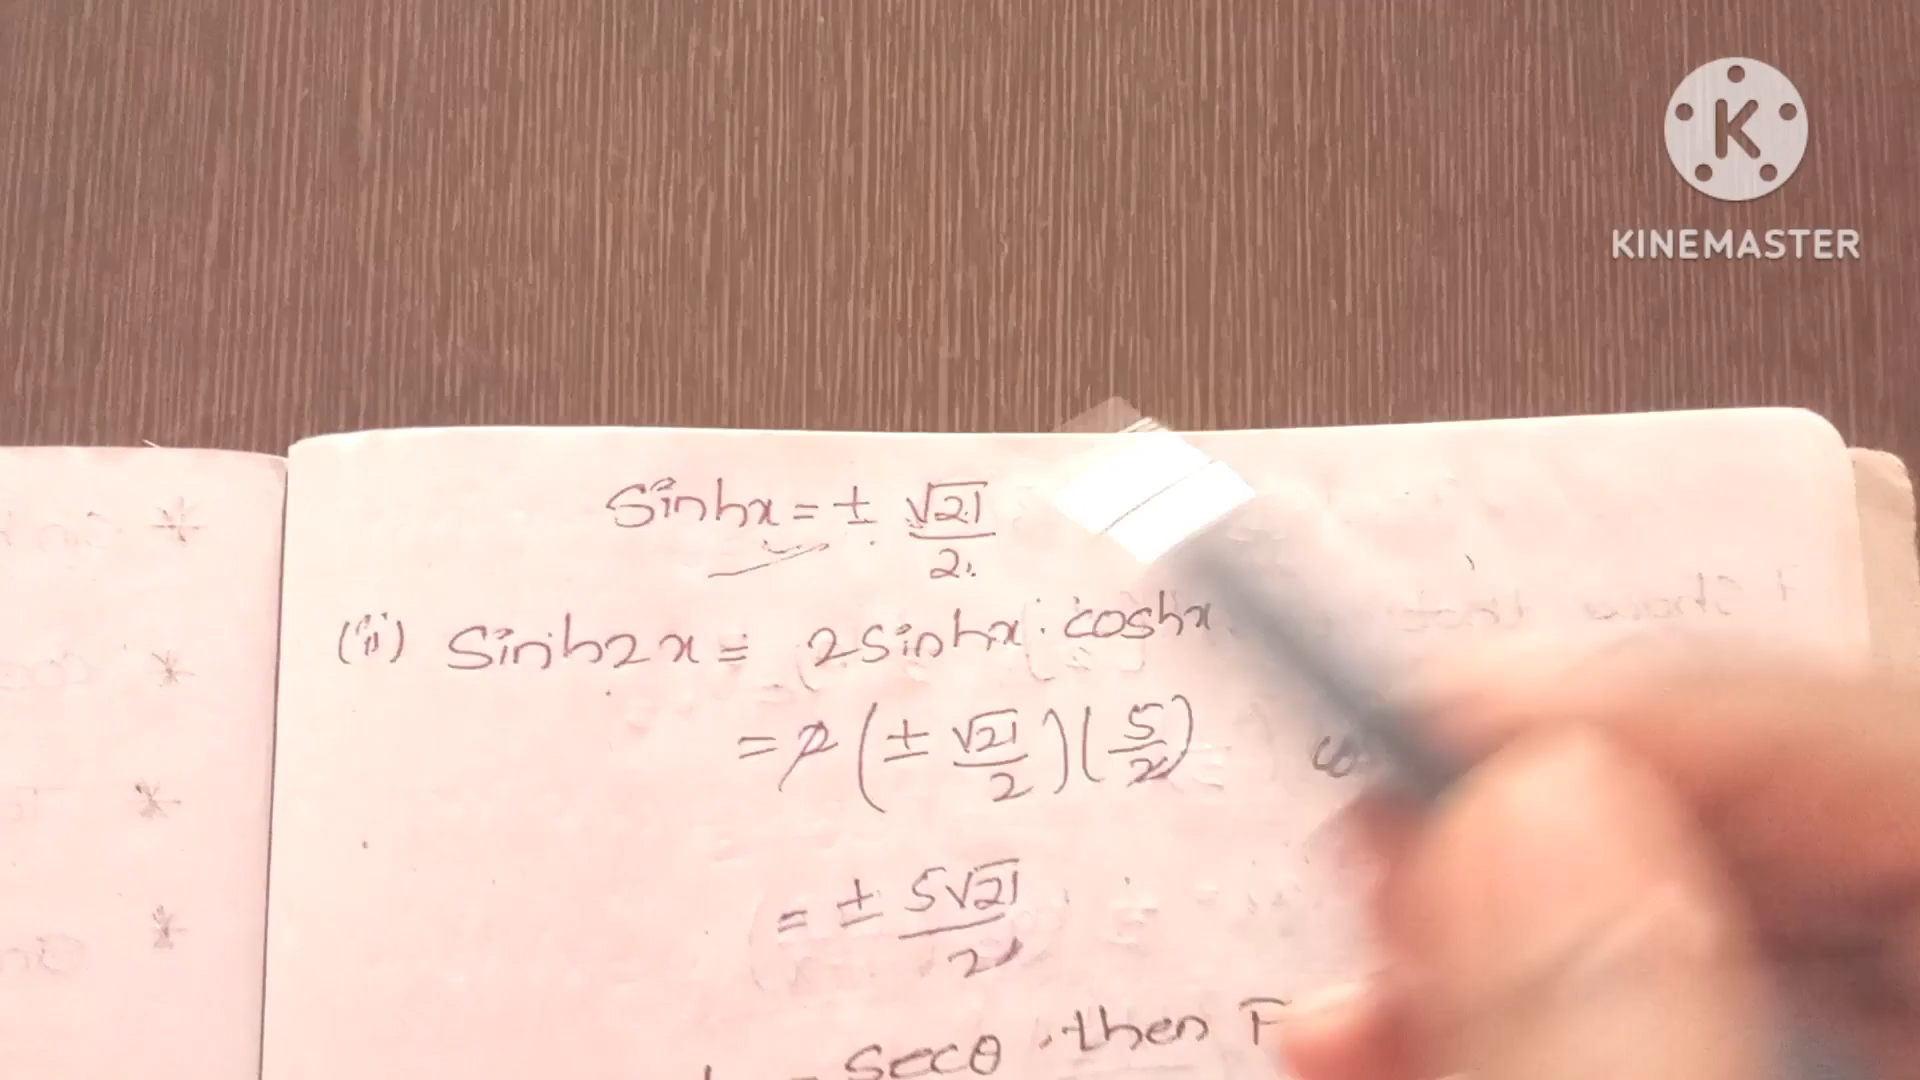 KINEMASTER
Sinhx = ± √21/2.
(ii) Sinh2x = 2Sinhx . coshx
= 2 (± √21/2) (5/2)
= ± 5√21/2
= secθ . then